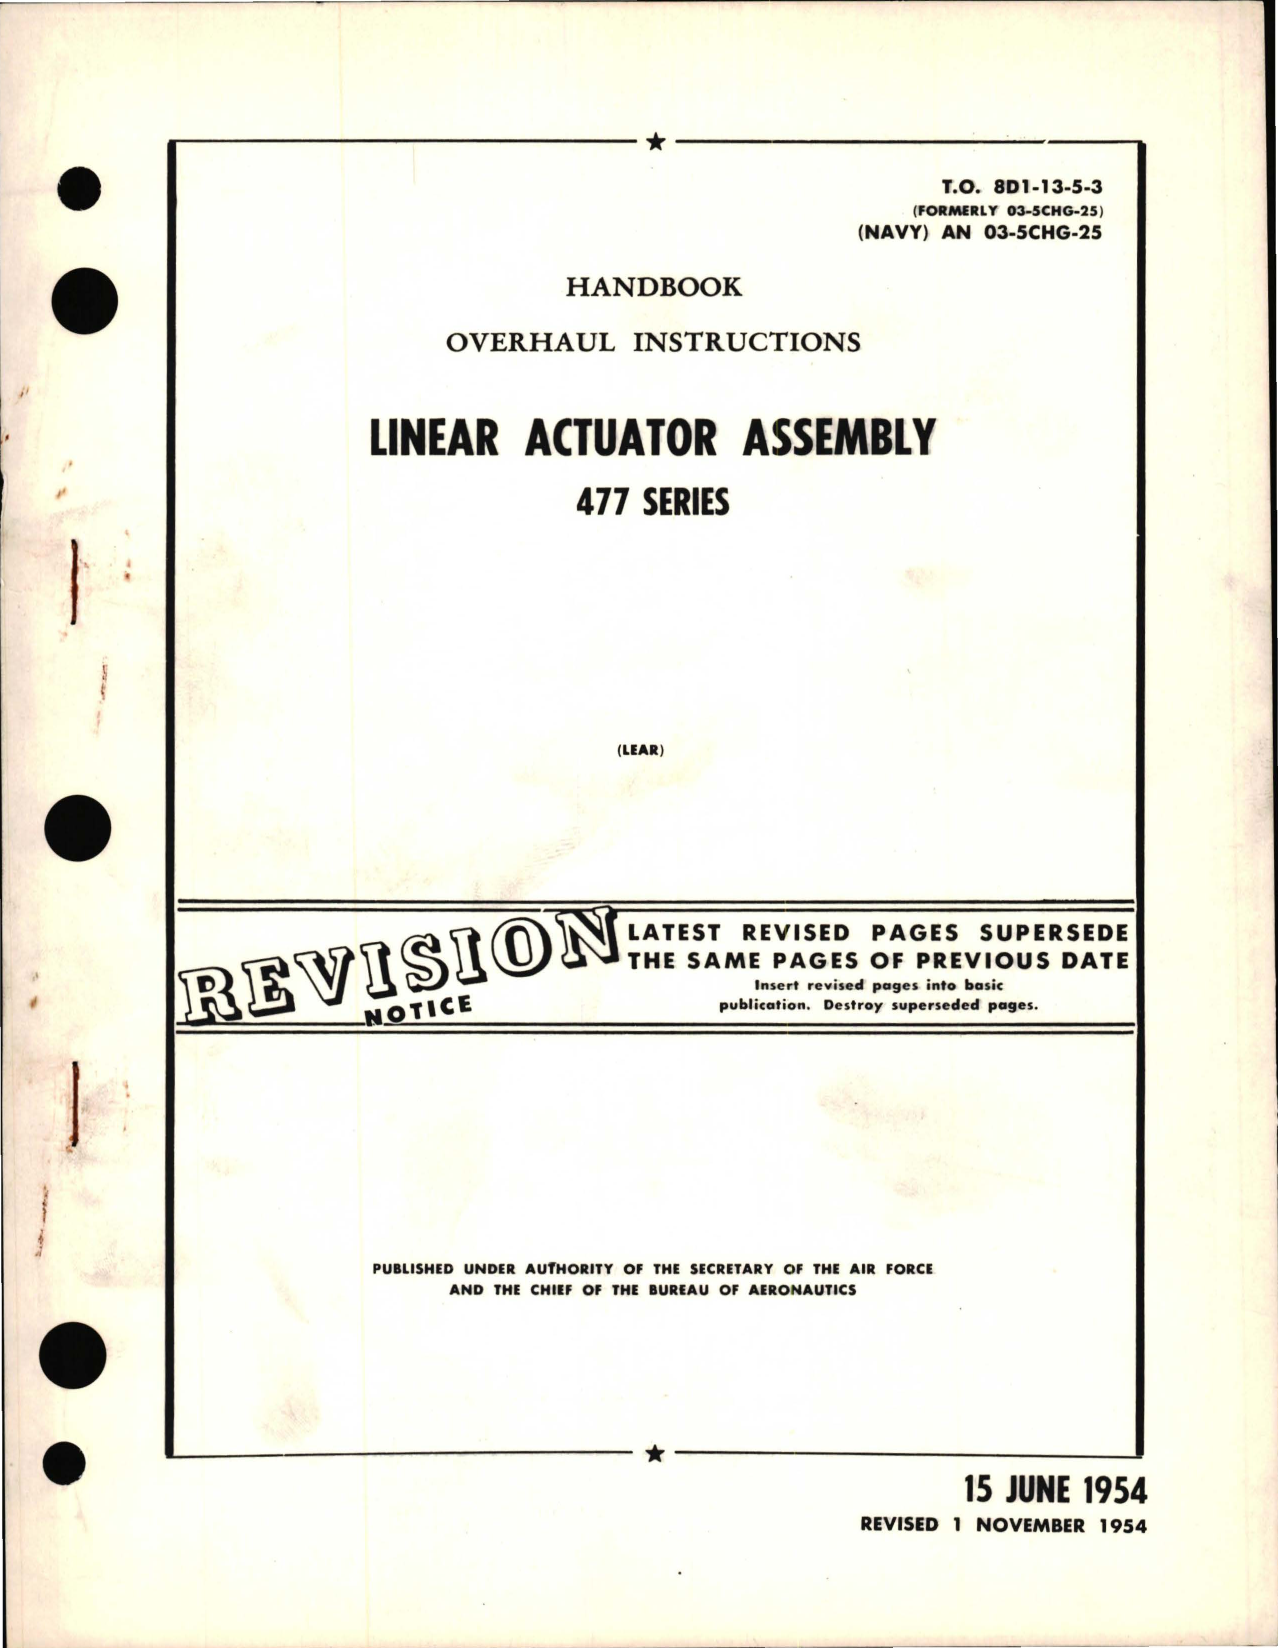 T.O. 8D1-13-5-3
(FORMERLY 03-5CHG-25)
(NAVY) AN 03-5CHG-25
HANDBOOK
OVERHAUL INSTRUCTIONS
LINEAR ACTUATOR ASSEMBLY
477 SERIES
(LEAR)
REVISION
NOTICE
LATEST REVISED PAGES SUPERSEDE
THE SAME PAGES OF PREVIOUS DATE
Insert revised pages into basic
publication. Destroy superseded pages.
PUBLISHED UNDER AUTHORITY OF THE SECRETARY OF THE AIR FORCE
AND THE CHIEF OF THE BUREAU OF AERONAUTICS
15 JUNE 1954
REVISED 1 NOVEMBER 1954